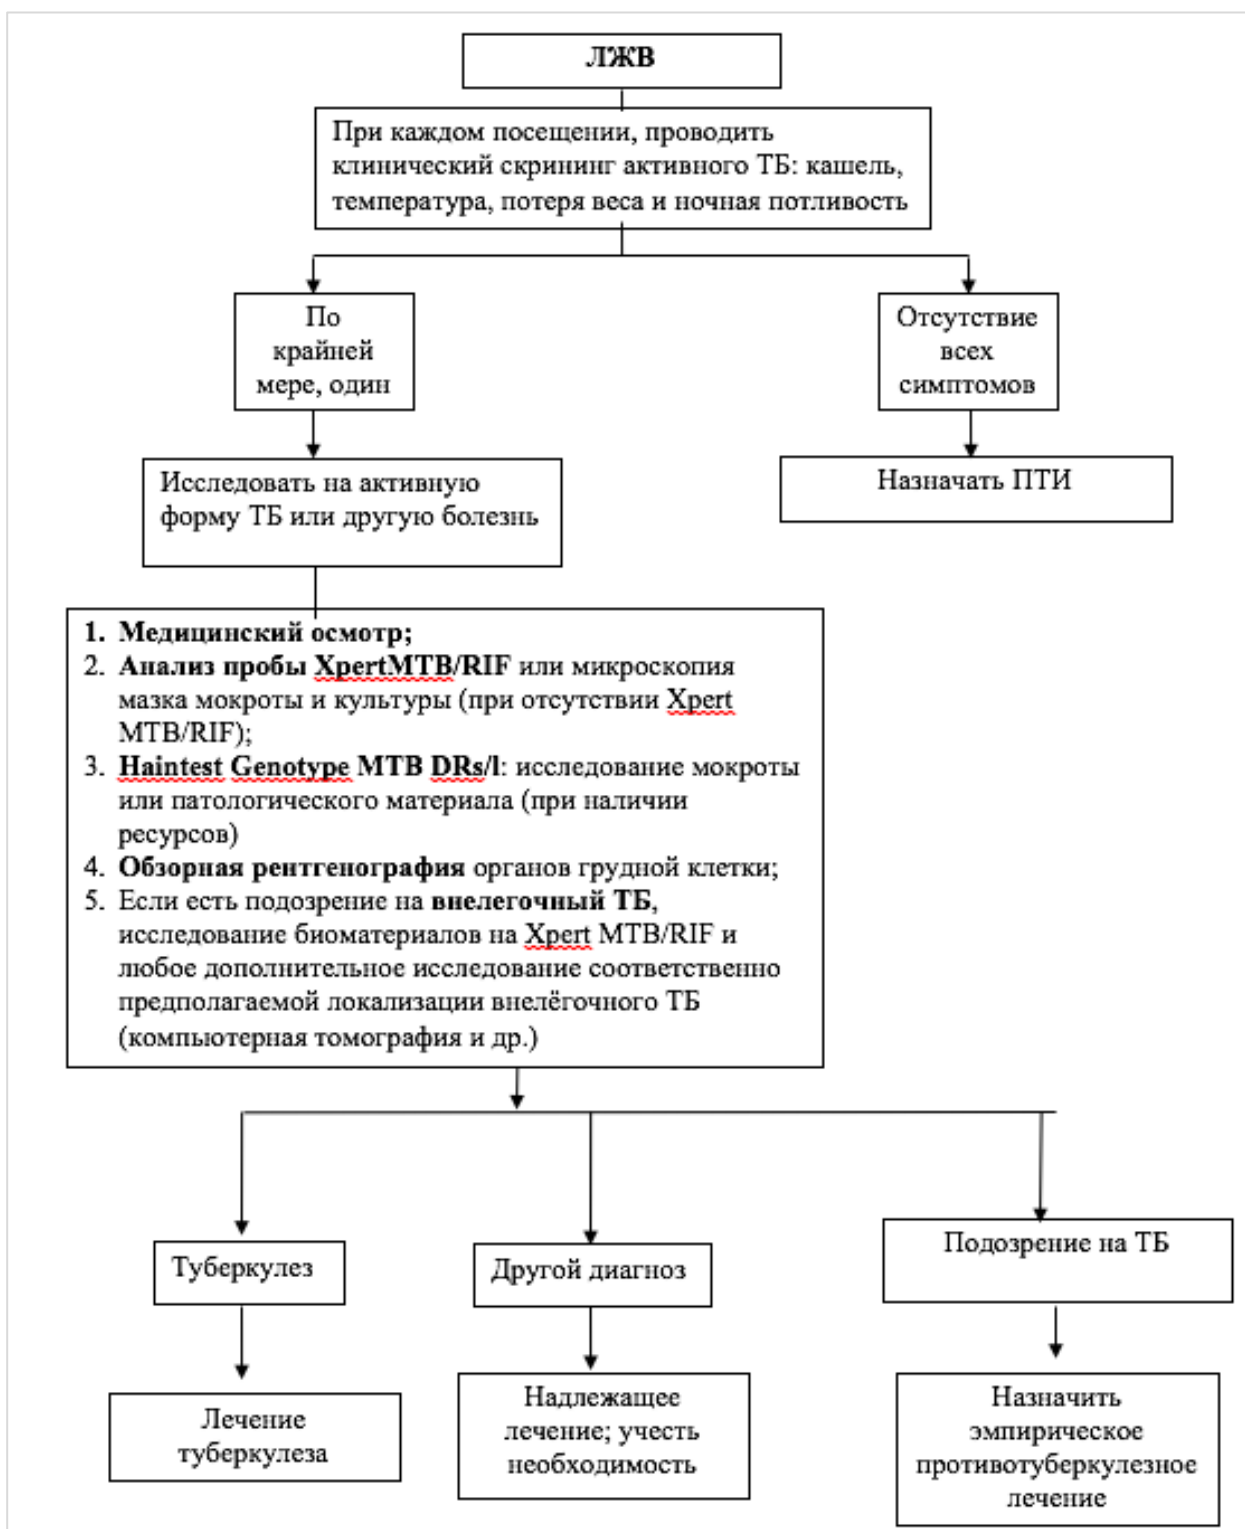 ЛЖВ
При каждом посещении, проводить
клинический скрининг активного ТБ: кашель,
температура, потеря веса и ночная потливость
По
крайней
мере, один
Отсутствие
всех
симптомов
Исследовать на активную
форму ТБ или другую болезнь
Назначать ПТИ
1. Медицинский осмотр;
2. Анализ пробы XpertMTB/RIF или микроскопия
мазка мокроты и культуры (при отсутствии Xpert
MTB/RIF);
3. Haintest Genotype MTB DRs/l: исследование мокроты
или патологического материала (при наличии
ресурсов)
4. Обзорная рентгенография органов грудной клетки;
5. Если есть подозрение на внелегочный ТБ,
исследование биоматериалов на Xpert MTB/RIF и
любое дополнительное исследование соответственно
предполагаемой локализации внелёгочного ТБ
(компьютерная томография и др.)
Туберкулез
Другой диагноз
Подозрение на ТБ
Лечение
туберкулеза
Надлежащее
лечение; учесть
необходимость
Назначить
эмпирическое
противотуберкулезное
лечение